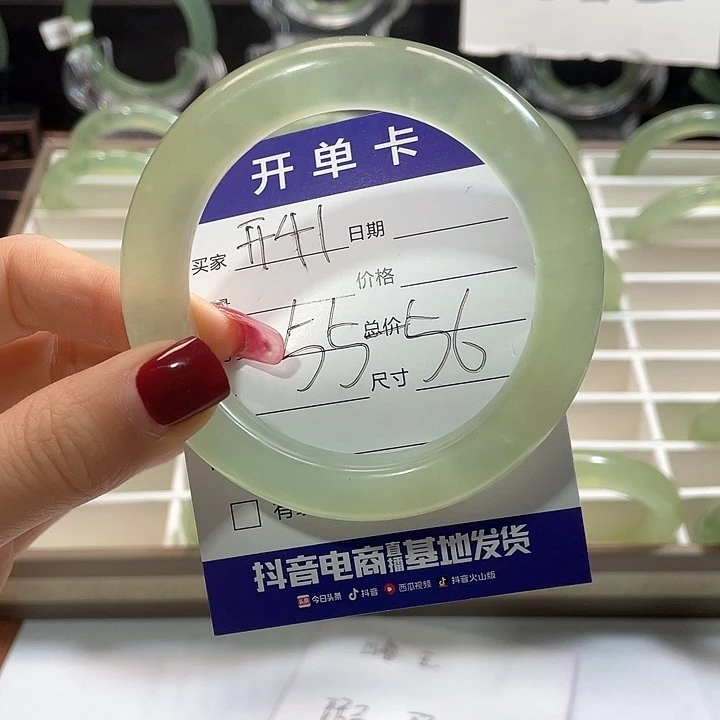 开单卡
买家 #41 日期
价格
55 总价 56
尺寸
有
抖音电商直播基地发货
今日头条 抖音 西瓜视频 抖音火山版